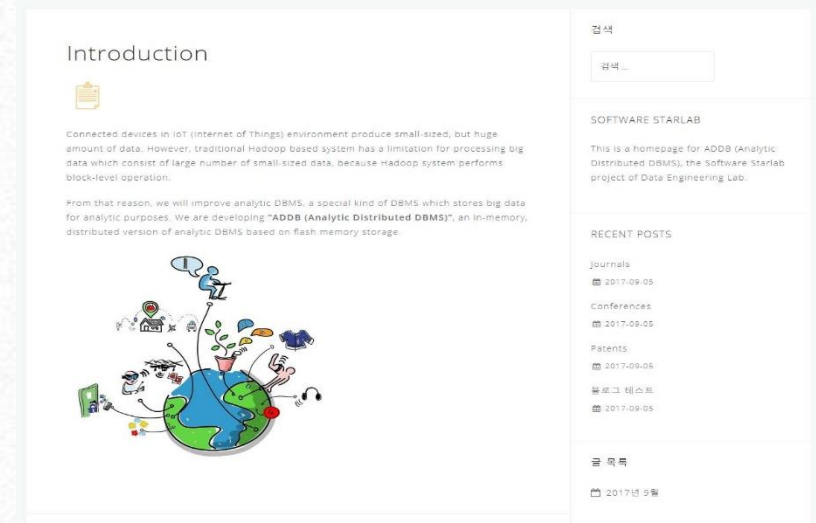 Introduction
Connected devices in IoT (Internet of Things) environment produce small-sized, but huge
amount of data. However, traditional Hadoop based system has a limitation for processing big
data which consist of large number of small-sized data, because Hadoop system performs
block-level operation.
From that reason, we will improve analytic DBMS, a special kind of DBMS which stores big data
for analytic purposes. We are developing "ADDB (Analytic Distributed DBMS)", an in-memory,
distributed version of analytic DBMS based on flash memory storage.
검색
검색 ...
SOFTWARE STARLAB
This is a homepage for ADDB (Analytic
Distributed DBMS), the Software Starlab
project of Data Engineering Lab.
RECENT POSTS
Journals
2017-09-05
Conferences
2017-09-05
Patents
2017-09-05
블로그 테스트
2017-09-05
글 목록
2017년 9월